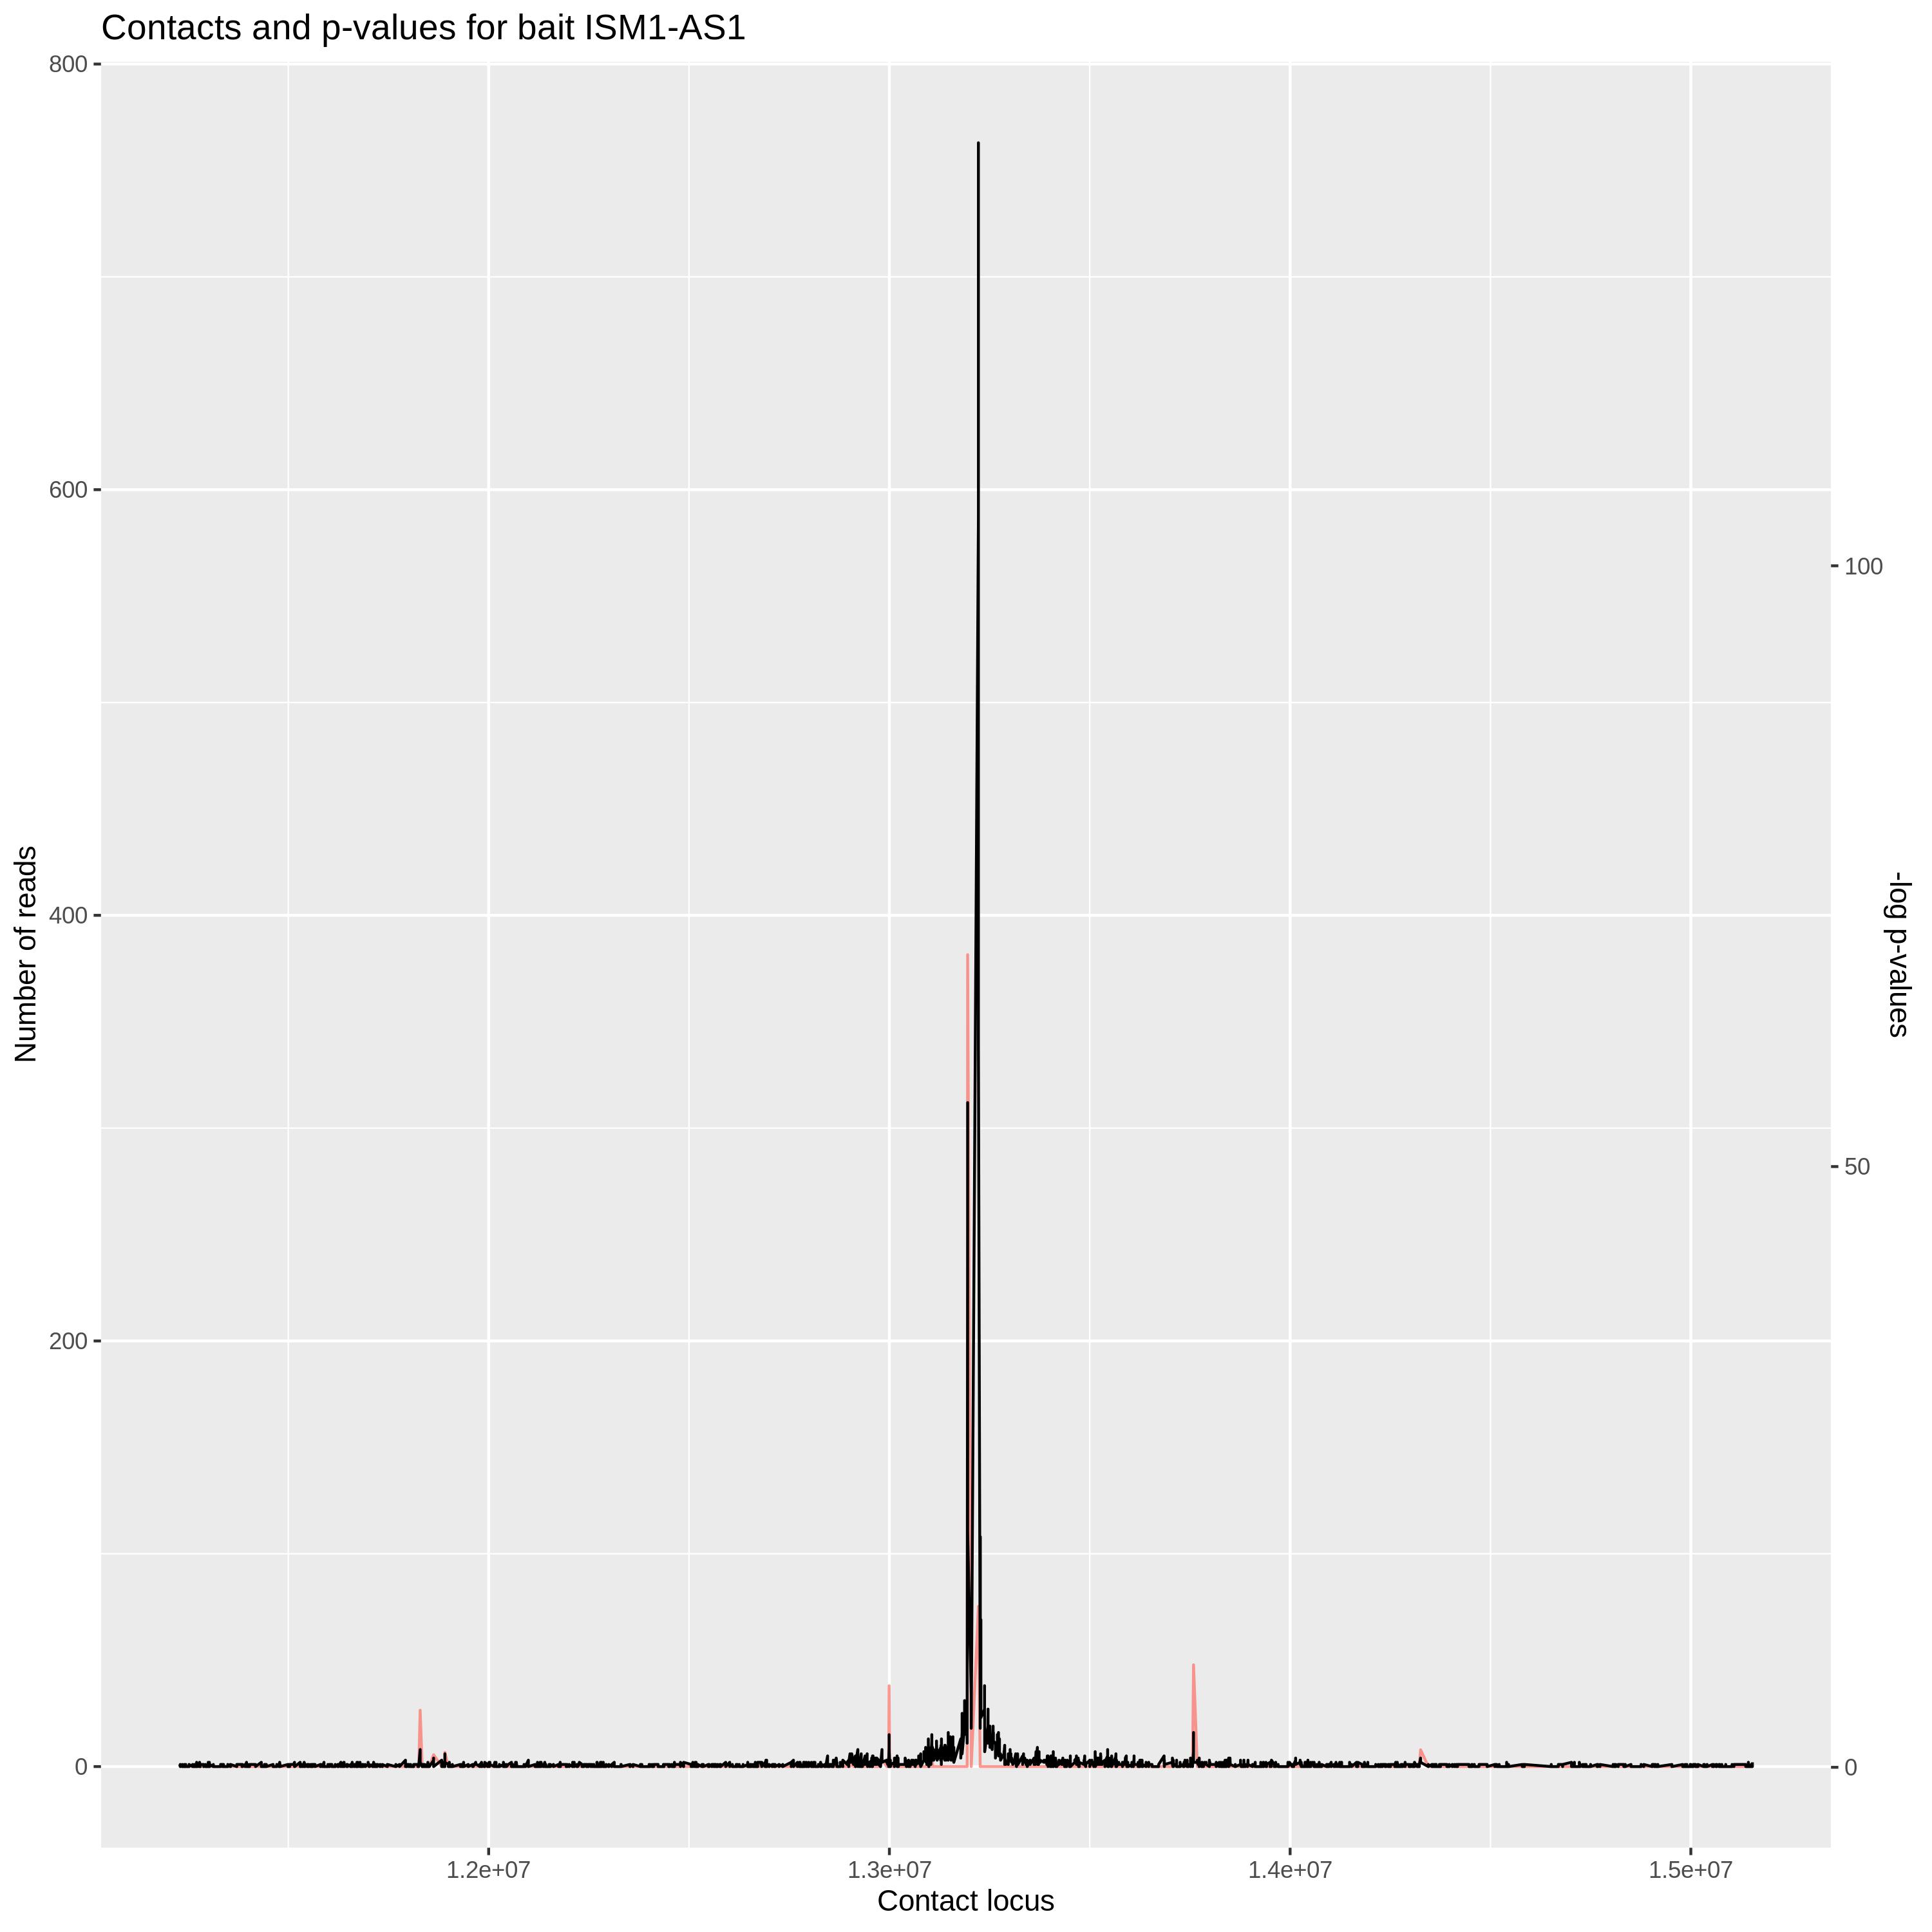 Contacts and p-values for bait ISM1-AS1
800
600
400
200
0
Number of reads
100
50
0
-log p-values
1.2e+07
1.3e+07
1.4e+07
1.5e+07
Contact locus